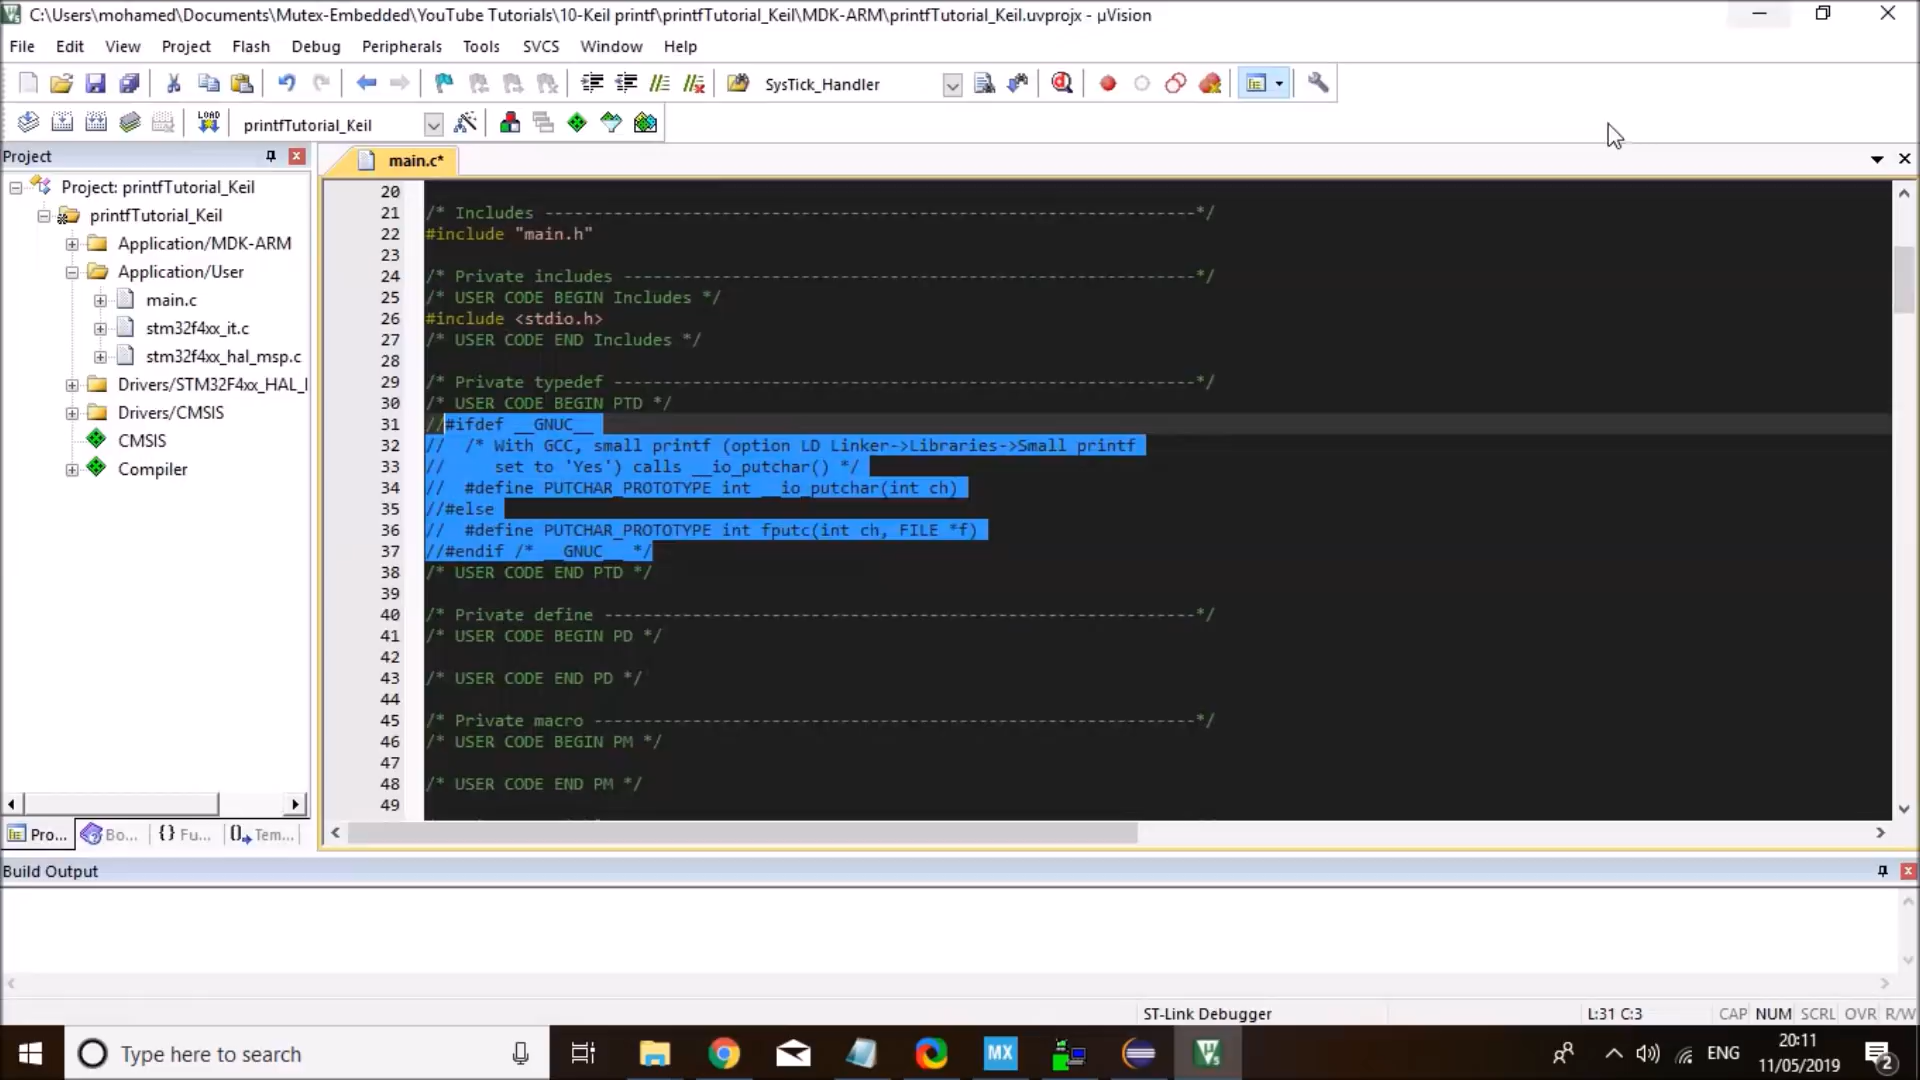 C:\Users\mohamed\Documents\Mutex-Embedded\YouTube Tutorials\10-Keil printf\printfTutorial_Keil\MDK-ARM\printfTutorial_Keil.uvprojx - µVision
File Edit View Project Flash Debug Peripherals Tools SVCS Window Help
SysTick_Handler
LOAD
printfTutorial_Keil
Project
main.c*
Project: printfTutorial_Keil
printfTutorial_Keil
Application/MDK-ARM
Application/User
main.c
stm32f4xx_it.c
stm32f4xx_hal_msp.c
Drivers/STM32F4xx_HAL_
Drivers/CMSIS
CMSIS
Compiler
20
21 /* Includes ------------------------------------------------------------------*/
22 #include "main.h"
23
24 /* Private includes ----------------------------------------------------------*/
25 /* USER CODE BEGIN Includes */
26 #include <stdio.h>
27 /* USER CODE END Includes */
28
29 /* Private typedef -----------------------------------------------------------*/
30 /* USER CODE BEGIN PTD */
31 //#ifdef __GNUC__
32 //  /* With GCC, small printf (option LD Linker->Libraries->Small printf
33 //     set to 'Yes') calls __io_putchar() */
34 //  #define PUTCHAR_PROTOTYPE int __io_putchar(int ch)
35 //#else
36 //  #define PUTCHAR_PROTOTYPE int fputc(int ch, FILE *f)
37 //#endif /* __GNUC__ */
38 /* USER CODE END PTD */
39
40 /* Private define ------------------------------------------------------------*/
41 /* USER CODE BEGIN PD */
42
43 /* USER CODE END PD */
44
45 /* Private macro -------------------------------------------------------------*/
46 /* USER CODE BEGIN PM */
47
48 /* USER CODE END PM */
49
Pro... Bo... {} Fu... Tem...
Build Output
ST-Link Debugger L:31 C:3 CAP NUM SCRL OVR R/W
Type here to search
MX
ENG
20:11
11/05/2019
2